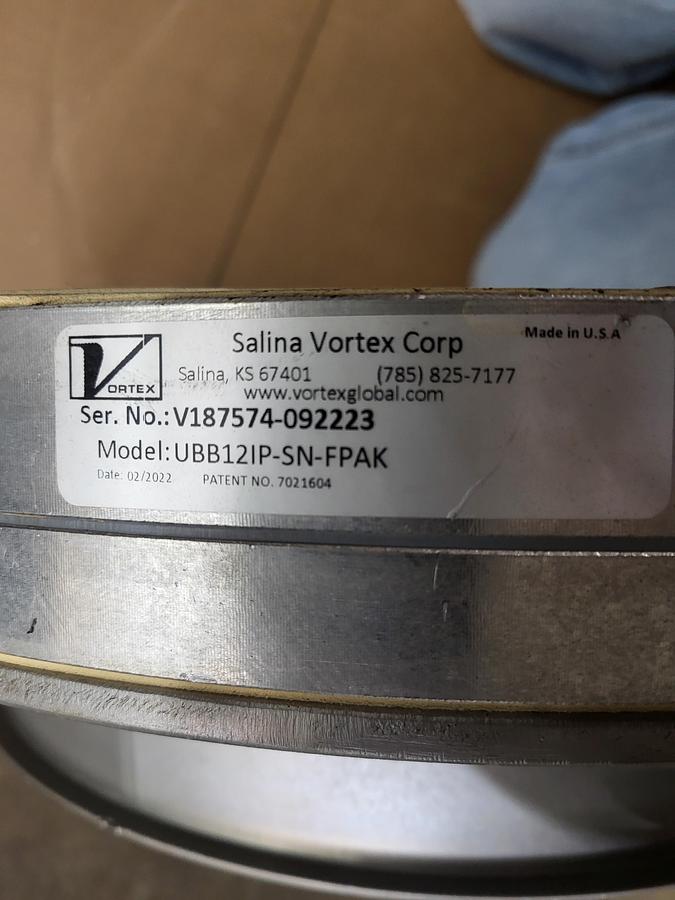 VORTEX
Salina Vortex Corp
Made in U.S.A
Salina, KS 67401 (785) 825-7177
www.vortexglobal.com
Ser. No.: V187574-092223
Model: UBB12IP-SN-FPAK
Date: 02/2022 PATENT NO. 7021604